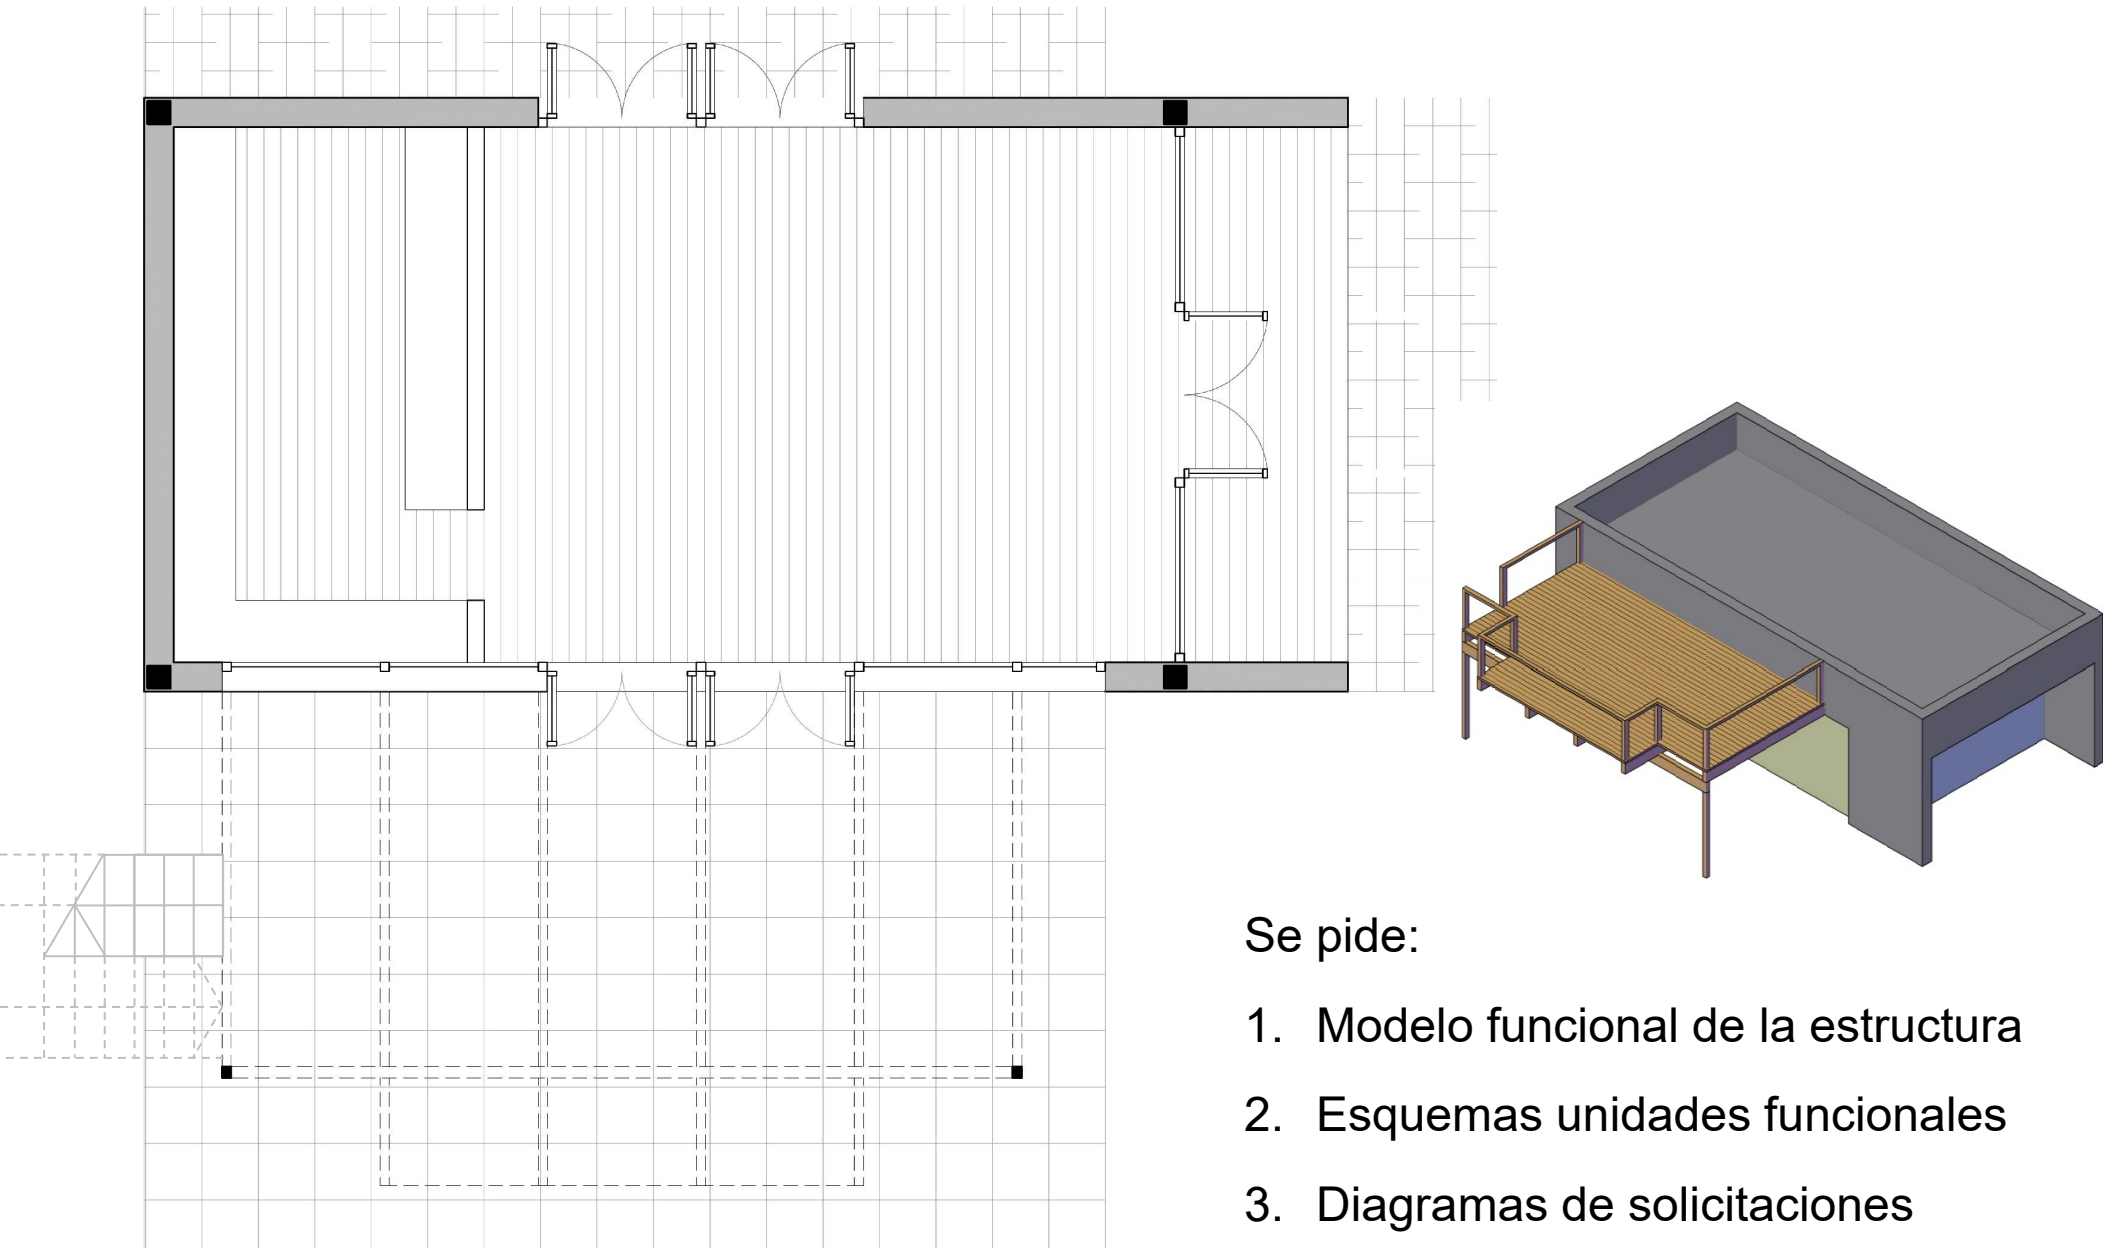 Se pide:
1. Modelo funcional de la estructura
2. Esquemas unidades funcionales
3. Diagramas de solicitaciones